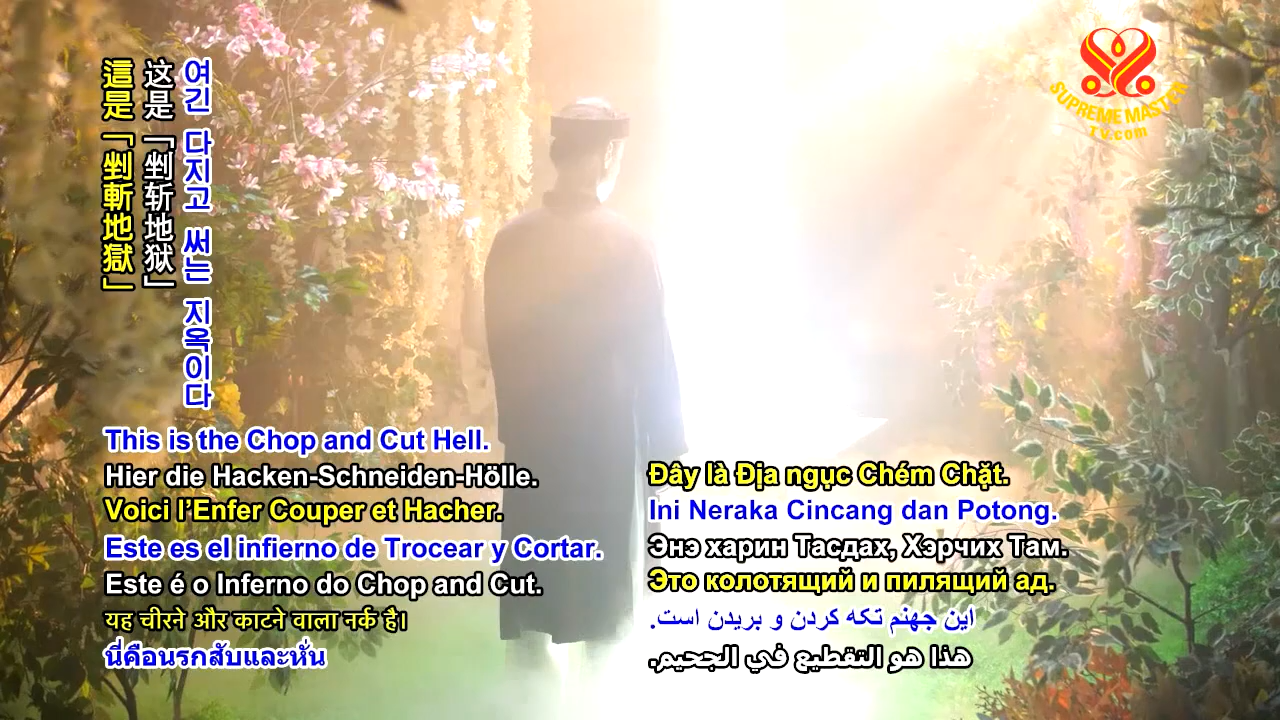 這是「剉斬地獄」
这是「剉斩地狱」
여긴 다지고 써는 지옥이다
This is the Chop and Cut Hell.
Hier die Hacken-Schneiden-Hölle.
Voici l’Enfer Couper et Hacher.
Este es el infierno de Trocear y Cortar.
Este é o Inferno do Chop and Cut.
यह चीरने और काटने वाला नर्क है।
นี่คือนรกสับและหั่น
Đây là Địa ngục Chém Chặt.
Ini Neraka Cincang dan Potong.
Энэ харин Тасдах, Хэрчих Там.
Это колотящий и пилящий ад.
این جهنم تکه کردن و بریدن است.
هذا هو التقطيع في الجحيم.
SUPREME MASTER
TV.com